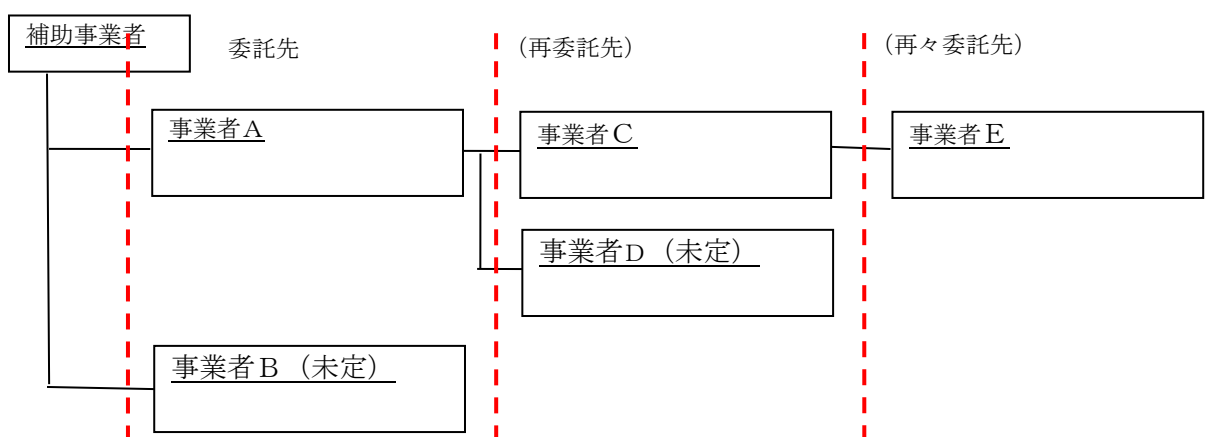 補助事業者
委託先
（再委託先）
（再々委託先）
事業者A
事業者C
事業者E
事業者D（未定）
事業者B（未定）